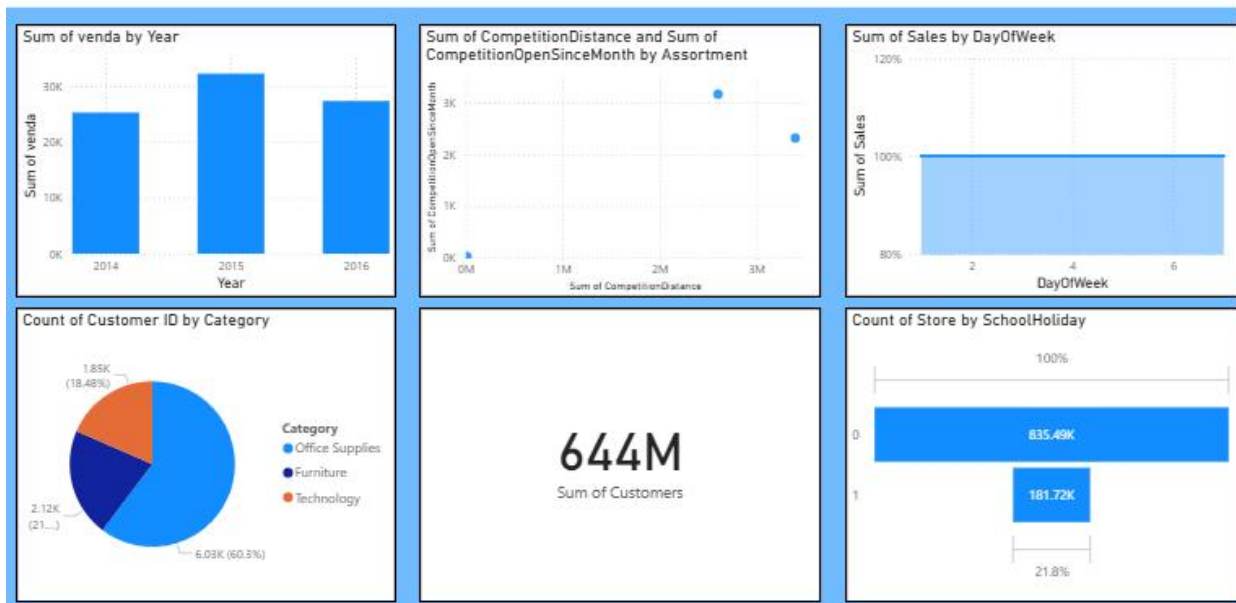 Sum of venda by Year
Sum of venda
30K
20K
10K
0K
2014 2015 2016
Year
Sum of CompetitionDistance and Sum of
CompetitionOpenSinceMonth by Assortment
Sum of CompetitionOpenSinceMonth
3K
2K
1K
0K
0M 1M 2M 3M
Sum of CompetitionDistance
Sum of Sales by DayOfWeek
Sum of Sales
120%
100%
80%
2 4 6
DayOfWeek
Count of Customer ID by Category
1.85K
(18.48%)
2.12K
(21....)
6.03K (60.3%)
Category
Office Supplies
Furniture
Technology
644M
Sum of Customers
Count of Store by SchoolHoliday
100%
0 835.49K
1 181.72K
21.8%